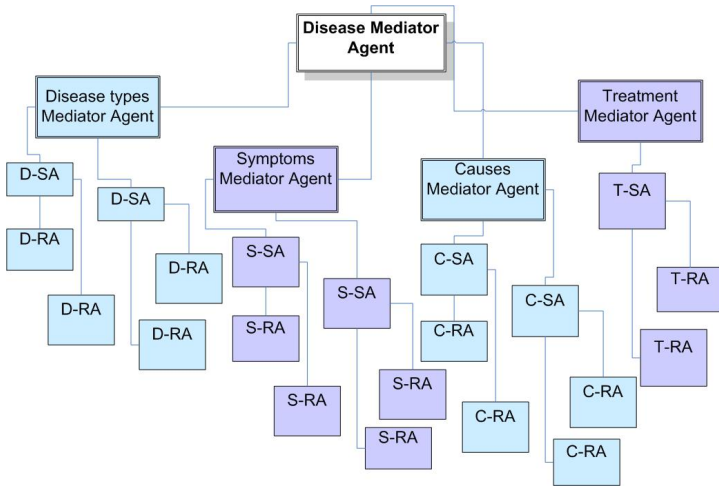 Disease Mediator
Agent
Disease types
Mediator Agent
Treatment
Mediator Agent
Symptoms
Mediator Agent
Causes
Mediator Agent
D-SA
D-SA
D-RA
D-RA
D-RA
D-RA
S-SA
S-SA
S-RA
S-RA
S-RA
S-RA
C-SA
C-SA
C-RA
C-RA
C-RA
C-RA
T-SA
T-RA
T-RA